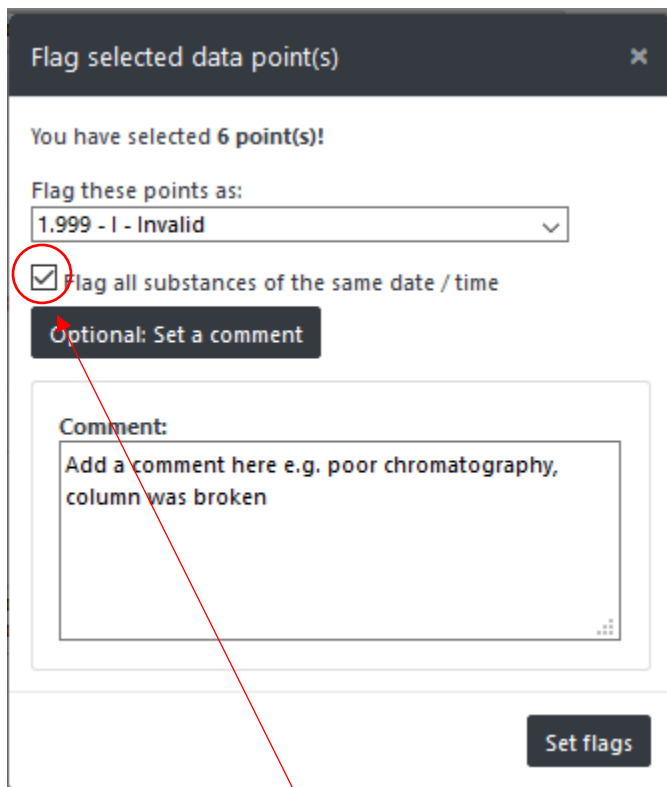 Flag selected data point(s)
You have selected 6 point(s)!
Flag these points as:
1.999 - I - Invalid
Flag all substances of the same date / time
Optional: Set a comment
Comment:
Add a comment here e.g. poor chromatography,
column was broken
Set flags